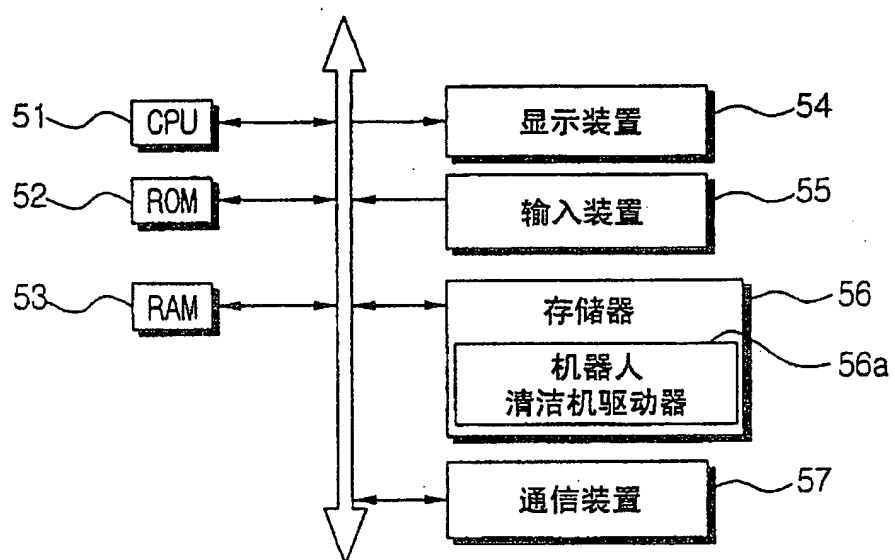 51
CPU
显示装置
54
52
ROM
输入装置
55
53
RAM
存储器
56
机器人
清洁机驱动器
56a
通信装置
57